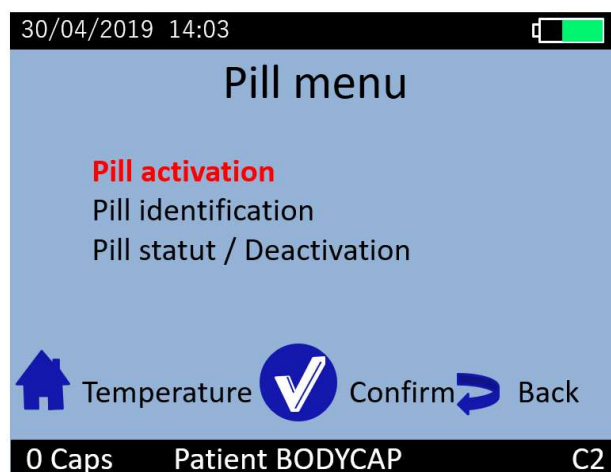 30/04/2019 14:03
Pill menu
Pill activation
Pill identification
Pill statut / Deactivation
Temperature Confirm Back
0 Caps Patient BODYCAP C2